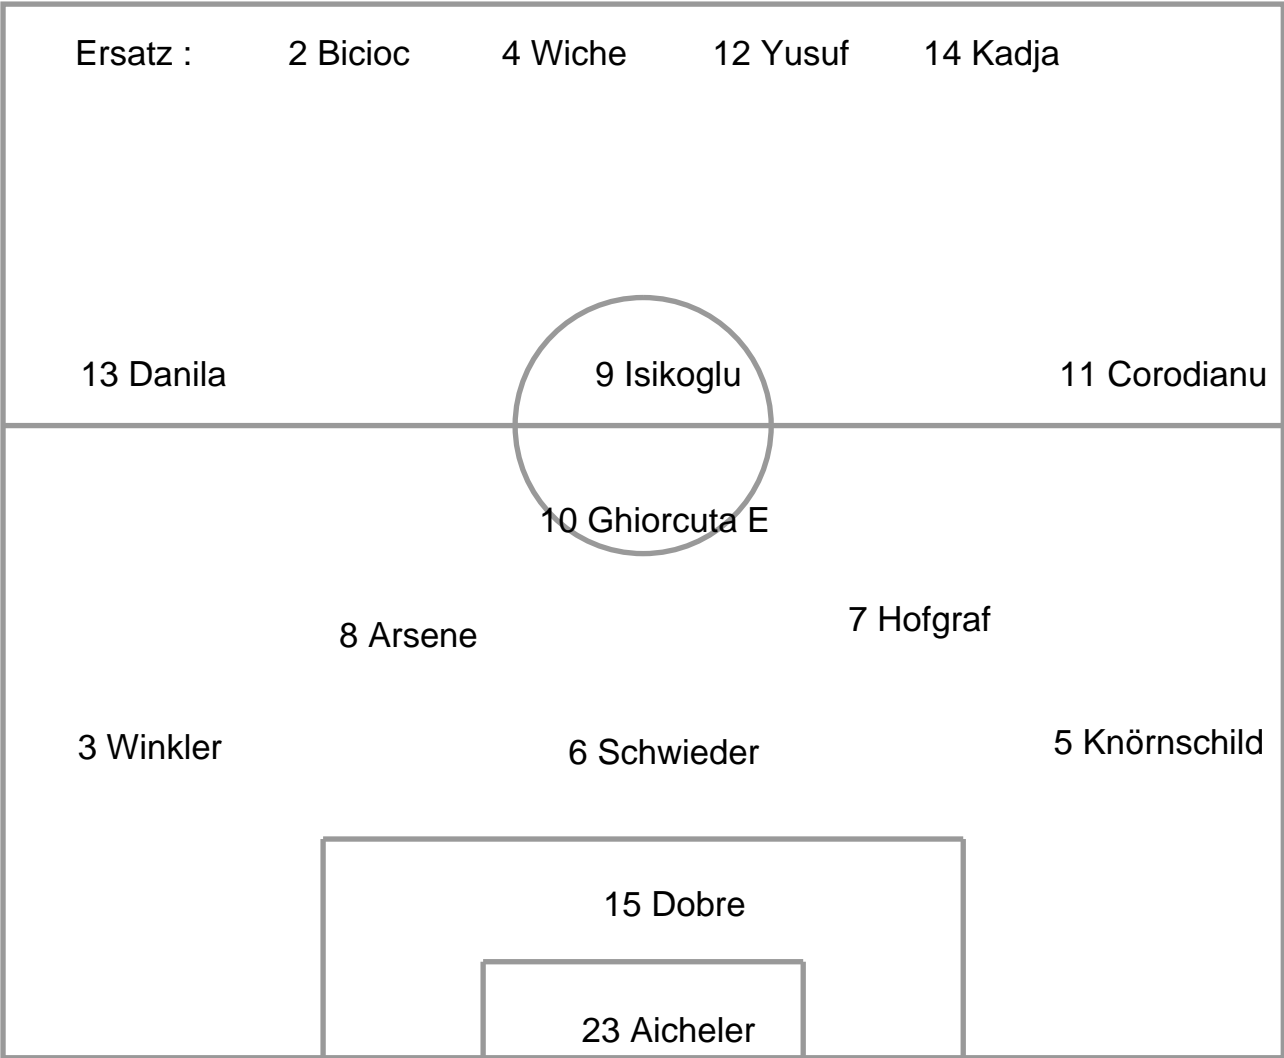 Ersatz : 2 Bicioc 4 Wiche 12 Yusuf 14 Kadja
13 Danila 9 Isikoglu 11 Corodianu
10 Ghiorcuta E
8 Arsene 7 Hofgraf
3 Winkler 6 Schwieder 5 Knörnschild
15 Dobre
23 Aicheler